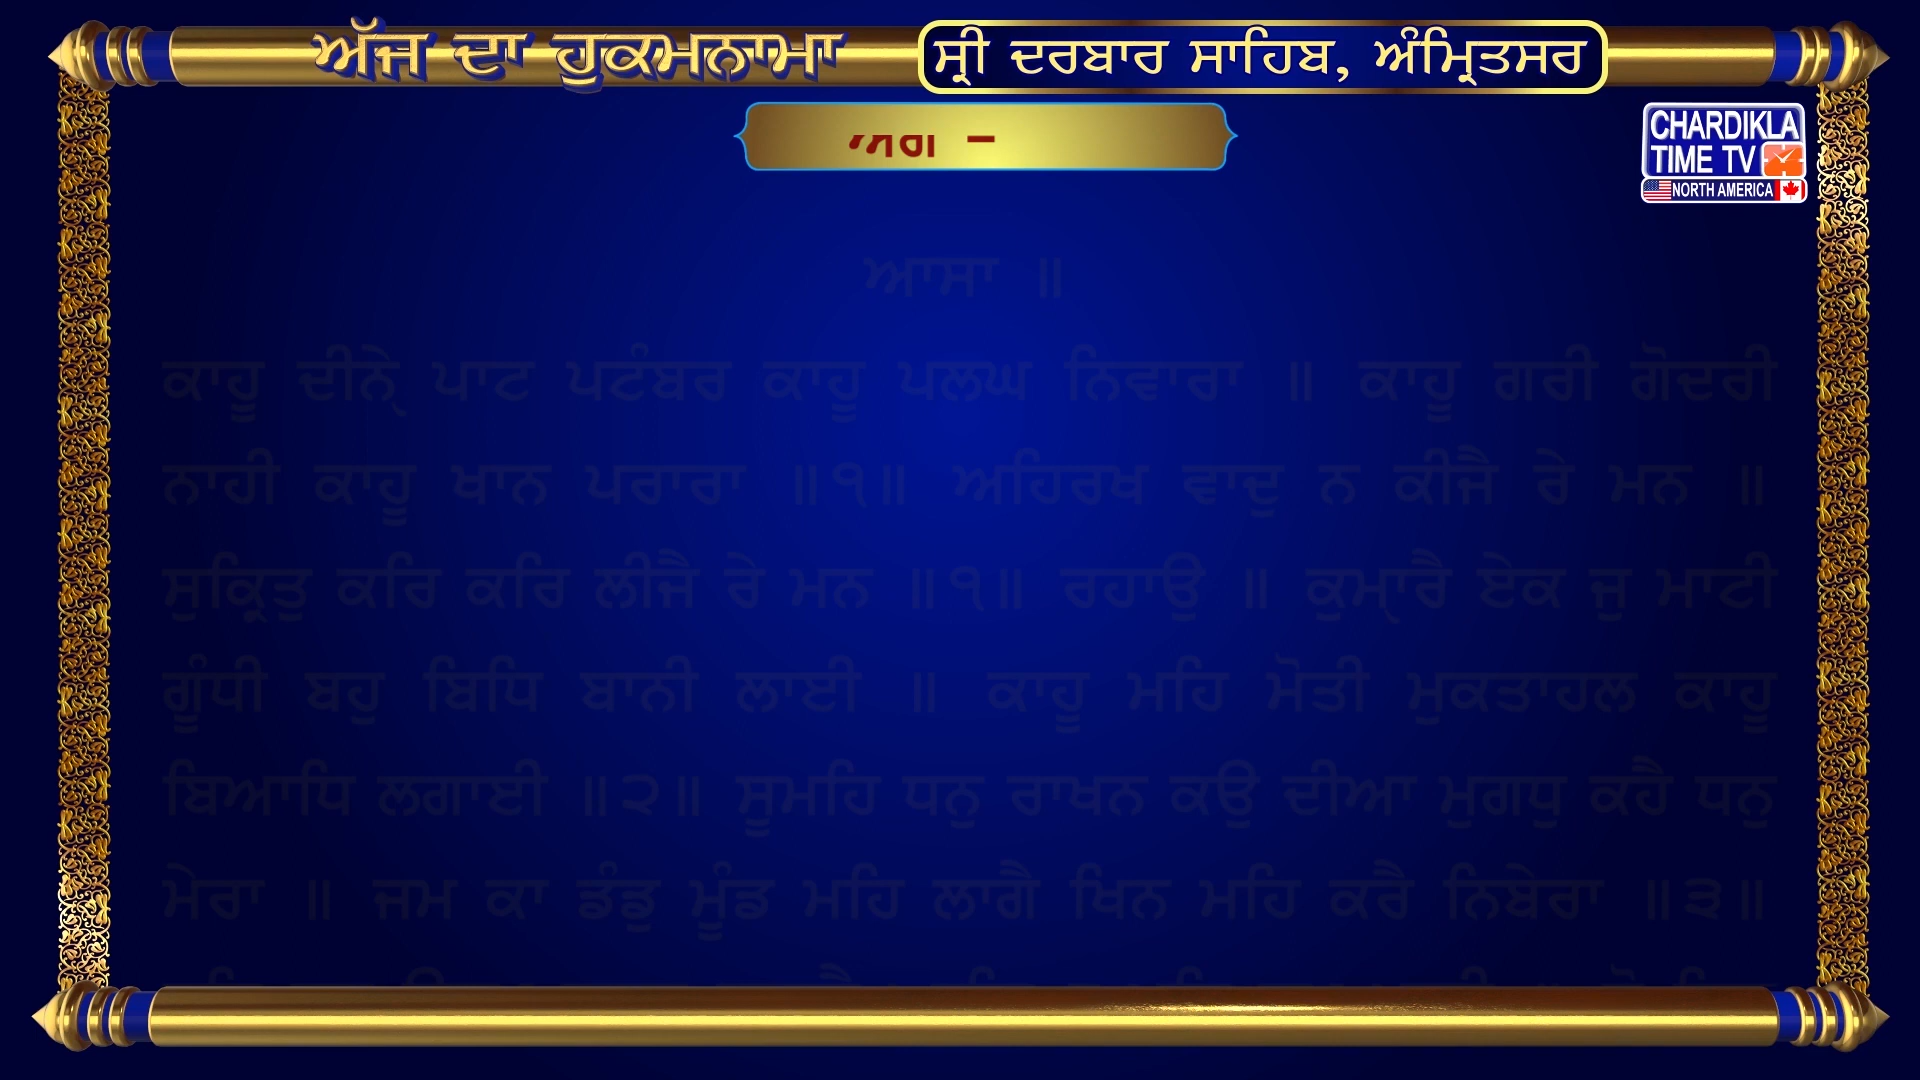 ਅੱਜ ਦਾ ਹੁਕਮਨਾਮਾ ਸ੍ਰੀ ਦਰਬਾਰ ਸਾਹਿਬ, ਅੰਮ੍ਰਿਤਸਰ
CHARDIKLA
TIME TV
NORTH AMERICA
ਆਸਾ ॥
ਕਾਹੂ ਦੀਨੇ੍ ਪਾਟ ਪਟੰਬਰ ਕਾਹੂ ਪਲਘ ਨਿਵਾਰਾ ॥ ਕਾਹੂ ਗਰੀ ਗੋਦਰੀ
ਨਾਹੀ ਕਾਹੂ ਖਾਨ ਪਰਾਰਾ ॥੧॥ ਅਹਿਰਖ ਵਾਦੁ ਨ ਕੀਜੈ ਰੇ ਮਨ ॥
ਸੁਕ੍ਰਿਤੁ ਕਰਿ ਕਰਿ ਲੀਜੈ ਰੇ ਮਨ ॥੧॥ ਰਹਾਉ ॥ ਕੁਮਾ੍ਰੈ ਏਕ ਜੁ ਮਾਟੀ
ਗੂੰਧੀ ਬਹੁ ਬਿਧਿ ਬਾਨੀ ਲਾਈ ॥ ਕਾਹੂ ਮਹਿ ਮੋਤੀ ਮੁਕਤਾਹਲ ਕਾਹੂ
ਬਿਆਧਿ ਲਗਾਈ ॥੨॥ ਸੂਮਹਿ ਧਨੁ ਰਾਖਨ ਕਉ ਦੀਆ ਮੁਗਧੁ ਕਹੈ ਧਨੁ
ਮੇਰਾ ॥ ਜਮ ਕਾ ਡੰਡੁ ਮੂੰਡ ਮਹਿ ਲਾਗੈ ਖਿਨ ਮਹਿ ਕਰੈ ਨਿਬੇਰਾ ॥੩॥